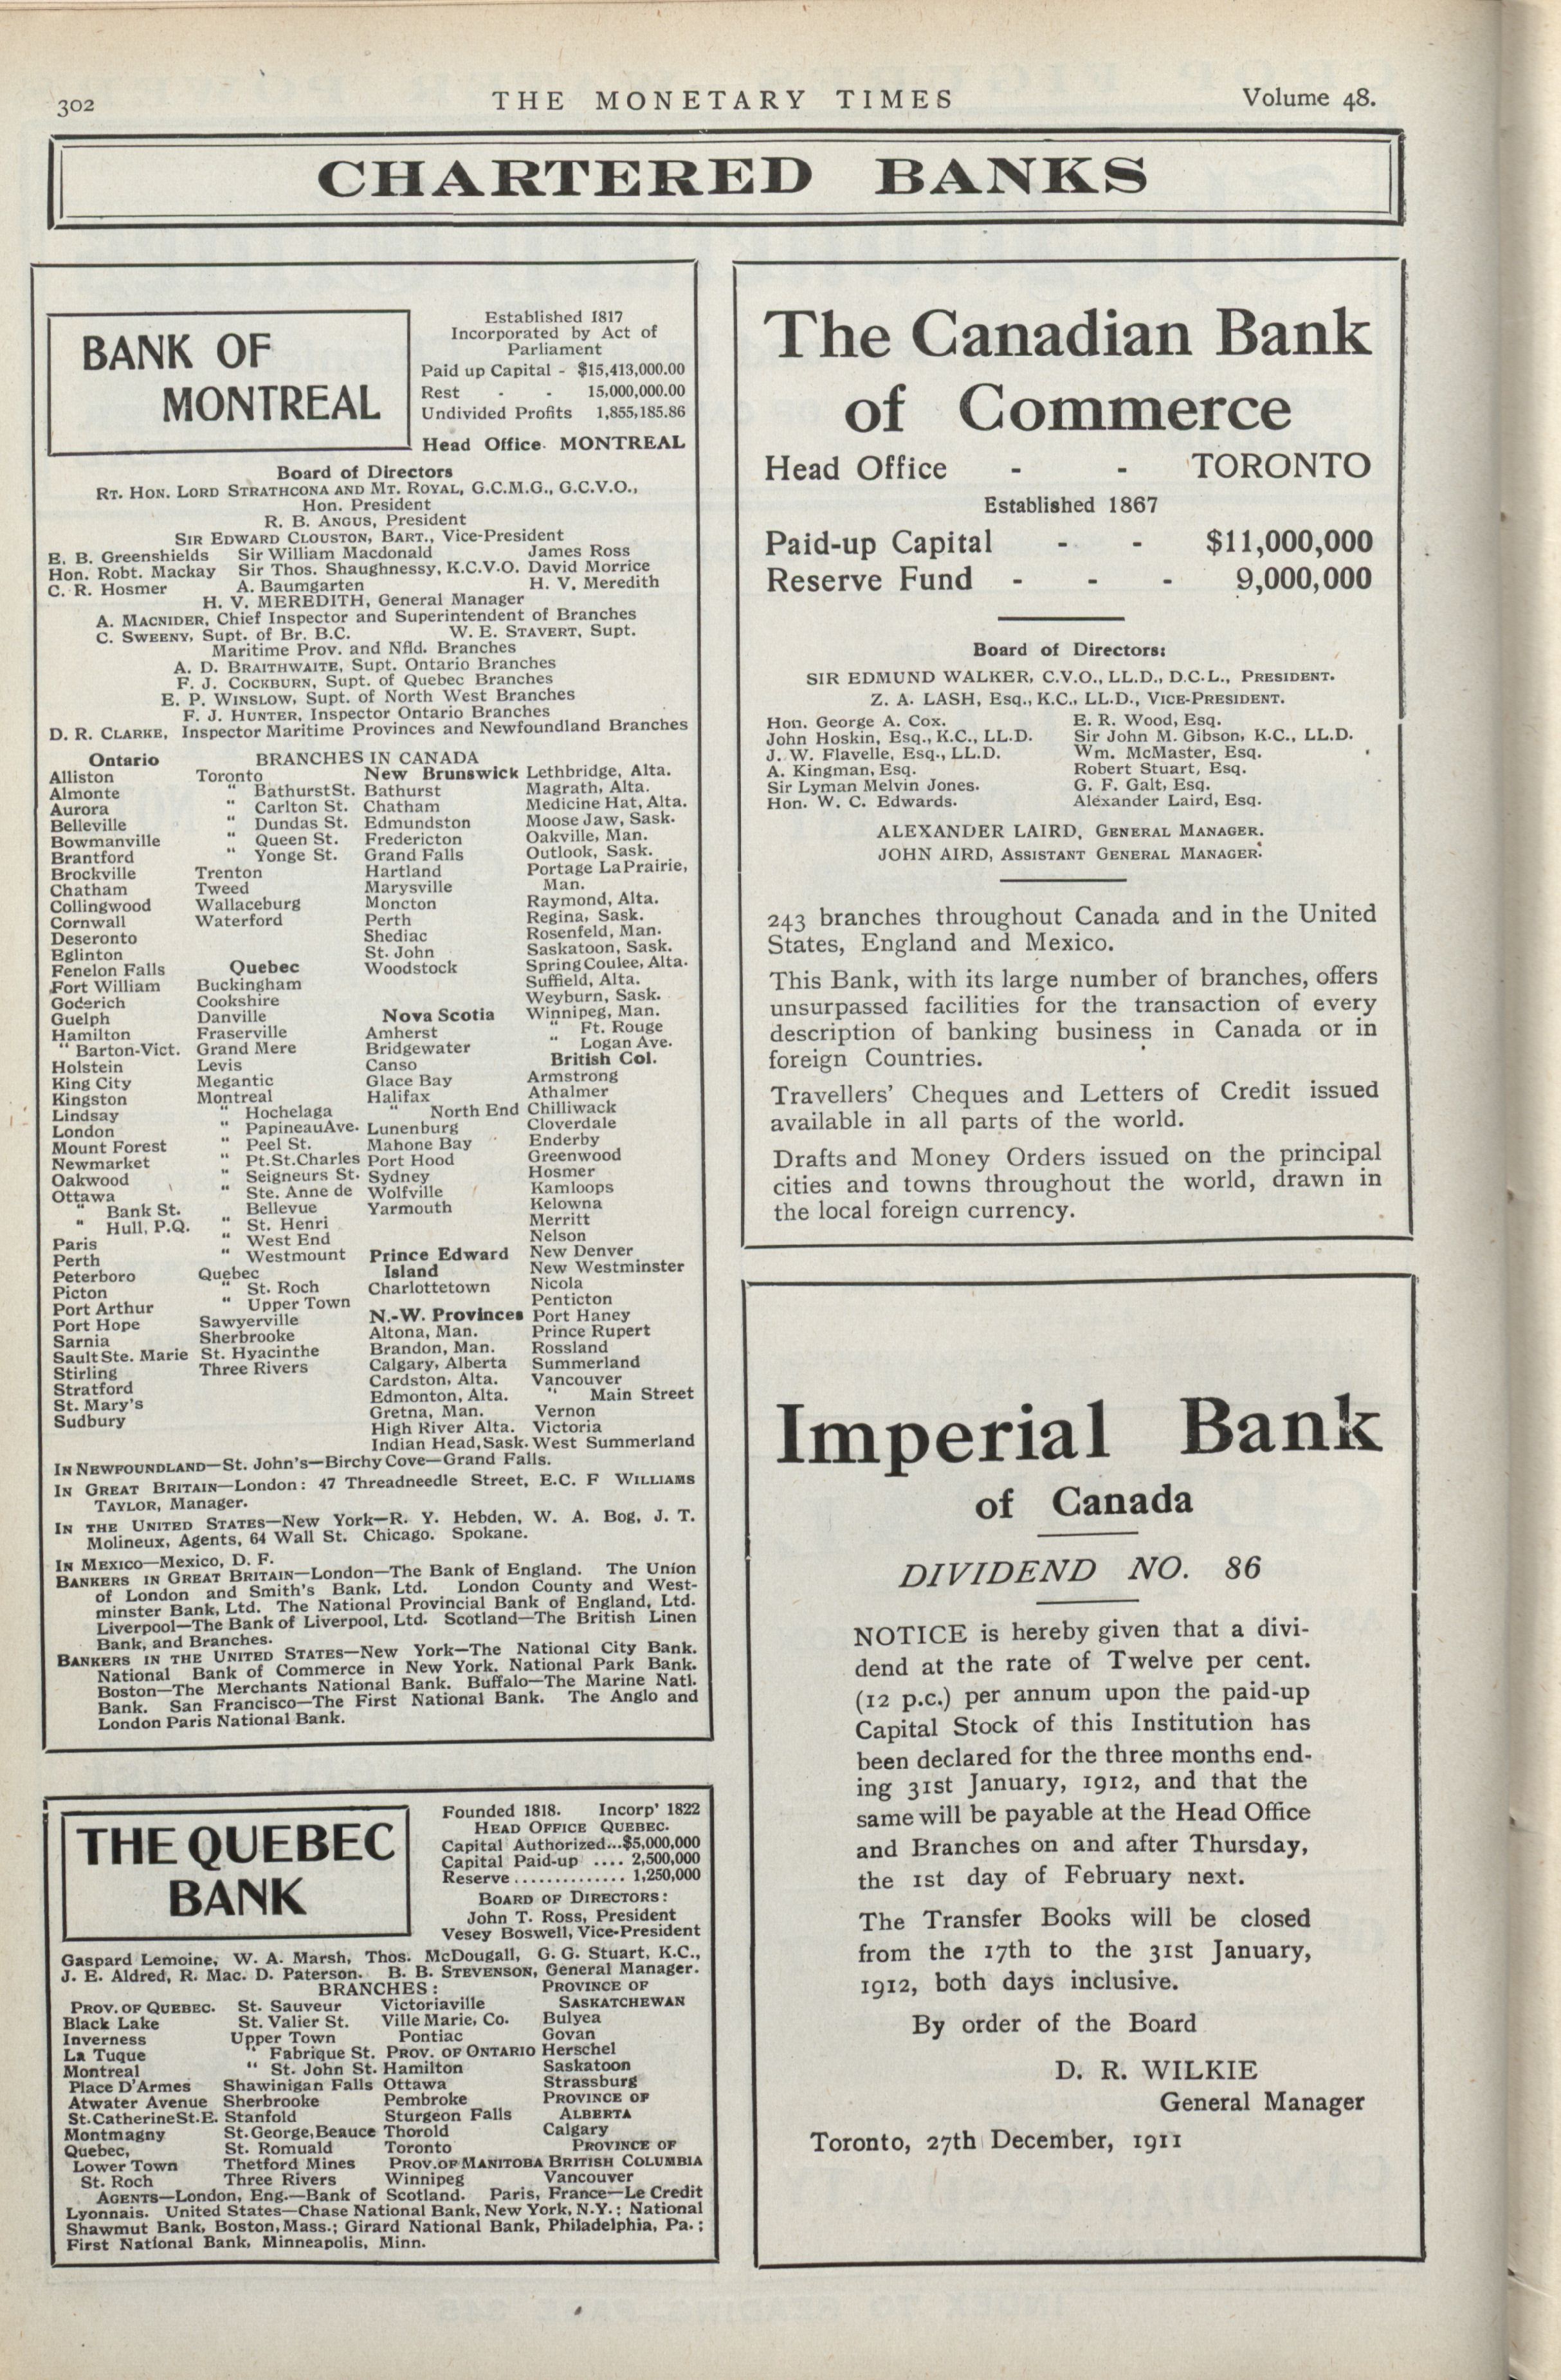 302
THE MONETARY TIMES
Volume 48.
CHARTERED BANKS
BANK OF
MONTREAL
Established 1817
Incorporated by Act of
Parliament
Paid up Capital - $15,413,000.00
Rest - - 15,000,000.00
Undivided Profits 1,855,185.86
Head Office. MONTREAL
Board of Directors
RT. HON. LORD STRATHCONA AND MT. ROYAL, G.C.M.G., G.C.V.O.,
Hon. President
R. B. ANGUS, President
SIR EDWARD CLOUSTON, BART., Vice-President
E. B. Greenshields Sir William Macdonald James Ross
Hon. Robt. Mackay Sir Thos. Shaughnessy, K.C.V.O. David Morrice
C. R. Hosmer A. Baumgarten H. V. Meredith
H. V. MEREDITH, General Manager
A. MACNIDER, Chief Inspector and Superintendent of Branches
C. SWEENY, Supt. of Br. B.C. W. E. STAVERT, Supt.
Maritime Prov. and Nfld. Branches
A. D. BRAITHWAITE, Supt. Ontario Branches
F. J. COCKBURN, Supt. of Quebec Branches
E. P. WINSLOW, Supt. of North West Branches
F. J. HUNTER, Inspector Ontario Branches
D. R. CLARKE, Inspector Maritime Provinces and Newfoundland Branches
BRANCHES IN CANADA
Ontario
Alliston
Almonte
Aurora
Belleville
Bowmanville
Brantford
Brockville
Chatham
Collingwood
Cornwall
Deseronto
Eglinton
Fenelon Falls
Fort William
Goderich
Guelph
Hamilton
" Barton-Vict.
Holstein
King City
Kingston
Lindsay
London
Mount Forest
Newmarket
Oakwood
Ottawa
" Bank St.
" Hull, P.Q.
Paris
Perth
Peterboro
Picton
Port Arthur
Port Hope
Sarnia
Sault Ste. Marie
Stirling
Stratford
St. Mary's
Sudbury
Toronto
" Bathurst St.
" Carlton St.
" Dundas St.
" Queen St.
" Yonge St.
Trenton
Tweed
Wallaceburg
Waterford
Quebec
Buckingham
Cookshire
Danville
Fraserville
Grand Mere
Levis
Megantic
Montreal
" Hochelaga
" Papineau Ave.
" Peel St.
" Pt. St. Charles
" Seigneurs St.
" Ste. Anne de
Bellevue
" St. Henri
" West End
" Westmount
Quebec
" St. Roch
" Upper Town
Sawyerville
Sherbrooke
St. Hyacinthe
Three Rivers
New Brunswick
Bathurst
Chatham
Edmundston
Fredericton
Grand Falls
Hartland
Marysville
Moncton
Perth
Shediac
St. John
Woodstock
Nova Scotia
Amherst
Bridgewater
Canso
Glace Bay
Halifax
" North End
Lunenburg
Mahone Bay
Port Hood
Sydney
Wolfville
Yarmouth
Prince Edward
Island
Charlottetown
N.-W. Provinces
Altona, Man.
Brandon, Man.
Calgary, Alberta
Cardston, Alta.
Edmonton, Alta.
Gretna, Man.
High River Alta.
Indian Head, Sask.
Lethbridge, Alta.
Magrath, Alta.
Medicine Hat, Alta.
Moose Jaw, Sask.
Oakville, Man.
Outlook, Sask.
Portage La Prairie,
Man.
Raymond, Alta.
Regina, Sask.
Rosenfeld, Man.
Saskatoon, Sask.
Spring Coulee, Alta.
Suffield, Alta.
Weyburn, Sask.
Winnipeg, Man.
" Ft. Rouge
" Logan Ave.
British Col.
Armstrong
Athalmer
Chilliwack
Cloverdale
Enderby
Greenwood
Hosmer
Kamloops
Kelowna
Merritt
Nelson
New Denver
New Westminster
Nicola
Penticton
Port Haney
Prince Rupert
Rossland
Summerland
Vancouver
" Main Street
Vernon
Victoria
West Summerland
IN NEWFOUNDLAND—St. John's—Birchy Cove—Grand Falls.
IN GREAT BRITAIN—London: 47 Threadneedle Street, E.C. F WILLIAMS
TAYLOR, Manager.
IN THE UNITED STATES—New York—R. Y. Hebden, W. A. Bog, J. T.
Molineux, Agents, 64 Wall St. Chicago. Spokane.
IN MEXICO—Mexico, D. F.
BANKERS IN GREAT BRITAIN—London—The Bank of England. The Union
of London and Smith's Bank, Ltd. London County and West-
minster Bank, Ltd. The National Provincial Bank of England, Ltd.
Liverpool—The Bank of Liverpool, Ltd. Scotland—The British Linen
Bank, and Branches.
BANKERS IN THE UNITED STATES—New York—The National City Bank.
National Bank of Commerce in New York. National Park Bank.
Boston—The Merchants National Bank. Buffalo—The Marine Natl.
Bank. San Francisco—The First National Bank. The Anglo and
London Paris National Bank.
THE QUEBEC
BANK
Founded 1818. Incorp' 1822
HEAD OFFICE QUEBEC.
Capital Authorized...$5,000,000
Capital Paid-up .... 2,500,000
Reserve .............. 1,250,000
BOARD OF DIRECTORS:
John T. Ross, President
Vesey Boswell, Vice-President
Gaspard Lemoine, W. A. Marsh, Thos. McDougall, G. G. Stuart, K.C.,
J. E. Aldred, R. Mac. D. Paterson. B. B. STEVENSON, General Manager.
BRANCHES:
PROV. OF QUEBEC.
Black Lake
Inverness
La Tuque
Montreal
Place D'Armes
Atwater Avenue
St. Catherine St. E.
Montmagny
Quebec,
Lower Town
St. Roch
St. Sauveur
St. Valier St.
Upper Town
" Fabrique St.
" St. John St.
Shawinigan Falls
Sherbrooke
Stanfold
St. George, Beauce
St. Romuald
Thetford Mines
Three Rivers
Victoriaville
Ville Marie, Co.
Pontiac
PROV. OF ONTARIO
Hamilton
Ottawa
Pembroke
Sturgeon Falls
Thorold
Toronto
PROV. OF MANITOBA
Winnipeg
PROVINCE OF
SASKATCHEWAN
Bulyea
Govan
Herschel
Saskatoon
Strassburg
PROVINCE OF
ALBERTA
Calgary
PROVINCE OF
BRITISH COLUMBIA
Vancouver
AGENTS—London, Eng.—Bank of Scotland. Paris, France—Le Credit
Lyonnais. United States—Chase National Bank, New York, N.Y.; National
Shawmut Bank, Boston, Mass.; Girard National Bank, Philadelphia, Pa.;
First National Bank, Minneapolis, Minn.
The Canadian Bank
of Commerce
Head Office - - TORONTO
Established 1867
Paid-up Capital - - $11,000,000
Reserve Fund - - - 9,000,000
Board of Directors:
SIR EDMUND WALKER, C.V.O., LL.D., D.C.L., PRESIDENT.
Z. A. LASH, Esq., K.C., LL.D., VICE-PRESIDENT.
Hon. George A. Cox. E. R. Wood, Esq.
John Hoskin, Esq., K.C., LL.D. Sir John M. Gibson, K.C., LL.D.
J. W. Flavelle, Esq., LL.D. Wm. McMaster, Esq.
A. Kingman, Esq. Robert Stuart, Esq.
Sir Lyman Melvin Jones. G. F. Galt, Esq.
Hon. W. C. Edwards. Alexander Laird, Esq.
ALEXANDER LAIRD, GENERAL MANAGER.
JOHN AIRD, ASSISTANT GENERAL MANAGER.
243 branches throughout Canada and in the United
States, England and Mexico.
This Bank, with its large number of branches, offers
unsurpassed facilities for the transaction of every
description of banking business in Canada or in
foreign Countries.
Travellers' Cheques and Letters of Credit issued
available in all parts of the world.
Drafts and Money Orders issued on the principal
cities and towns throughout the world, drawn in
the local foreign currency.
Imperial Bank
of Canada
DIVIDEND NO. 86
NOTICE is hereby given that a divi-
dend at the rate of Twelve per cent.
(12 p.c.) per annum upon the paid-up
Capital Stock of this Institution has
been declared for the three months end-
ing 31st January, 1912, and that the
same will be payable at the Head Office
and Branches on and after Thursday,
the 1st day of February next.
The Transfer Books will be closed
from the 17th to the 31st January,
1912, both days inclusive.
By order of the Board
D. R. WILKIE
General Manager
Toronto, 27th December, 1911